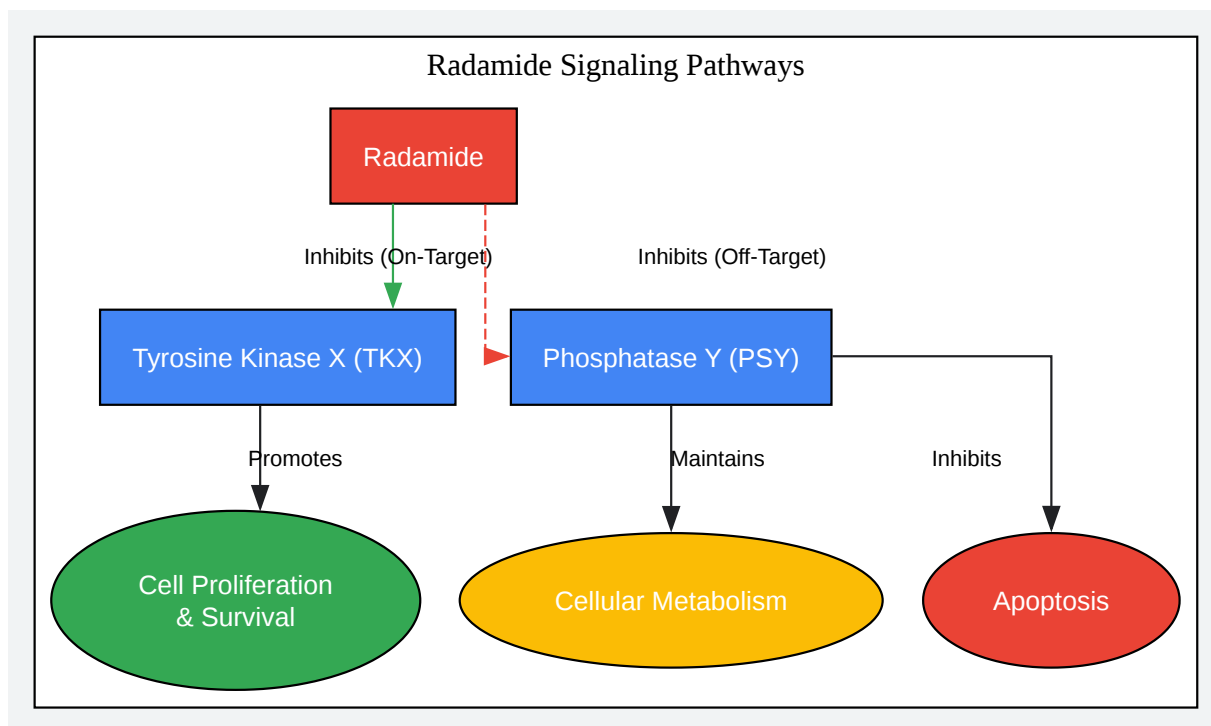 Radamide Signaling Pathways
Radamide
Inhibits (On-Target)
Inhibits (Off-Target)
Tyrosine Kinase X (TKX)
Phosphatase Y (PSY)
Promotes
Maintains
Inhibits
Cell Proliferation
& Survival
Cellular Metabolism
Apoptosis